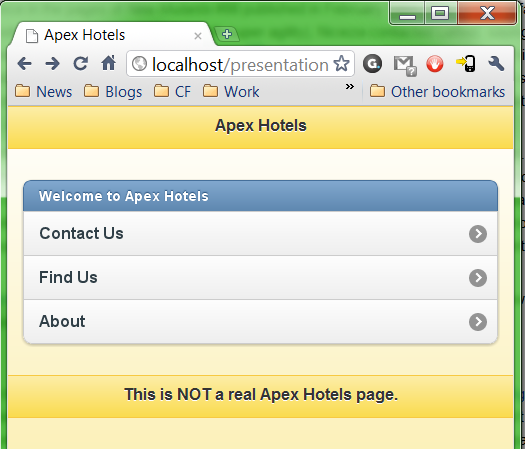 Apex Hotels
localhost/presentation
News Blogs CF Work » Other bookmarks
Apex Hotels
Welcome to Apex Hotels
Contact Us
Find Us
About
This is NOT a real Apex Hotels page.